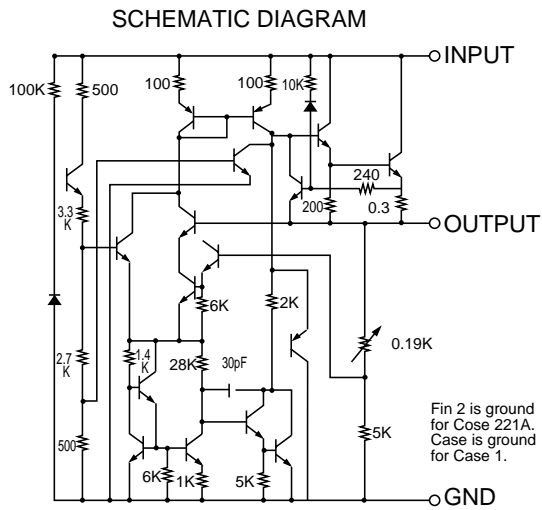 SCHEMATIC DIAGRAM
INPUT
100K
500
100
100
10K
240
3.3
K
200
0.3
OUTPUT
6K
2K
0.19K
2.7
K
1.4
K
28K
30pF
Fin 2 is ground
for Cose 221A.
Case is ground
for Case 1.
500
5K
6K
1K
5K
GND